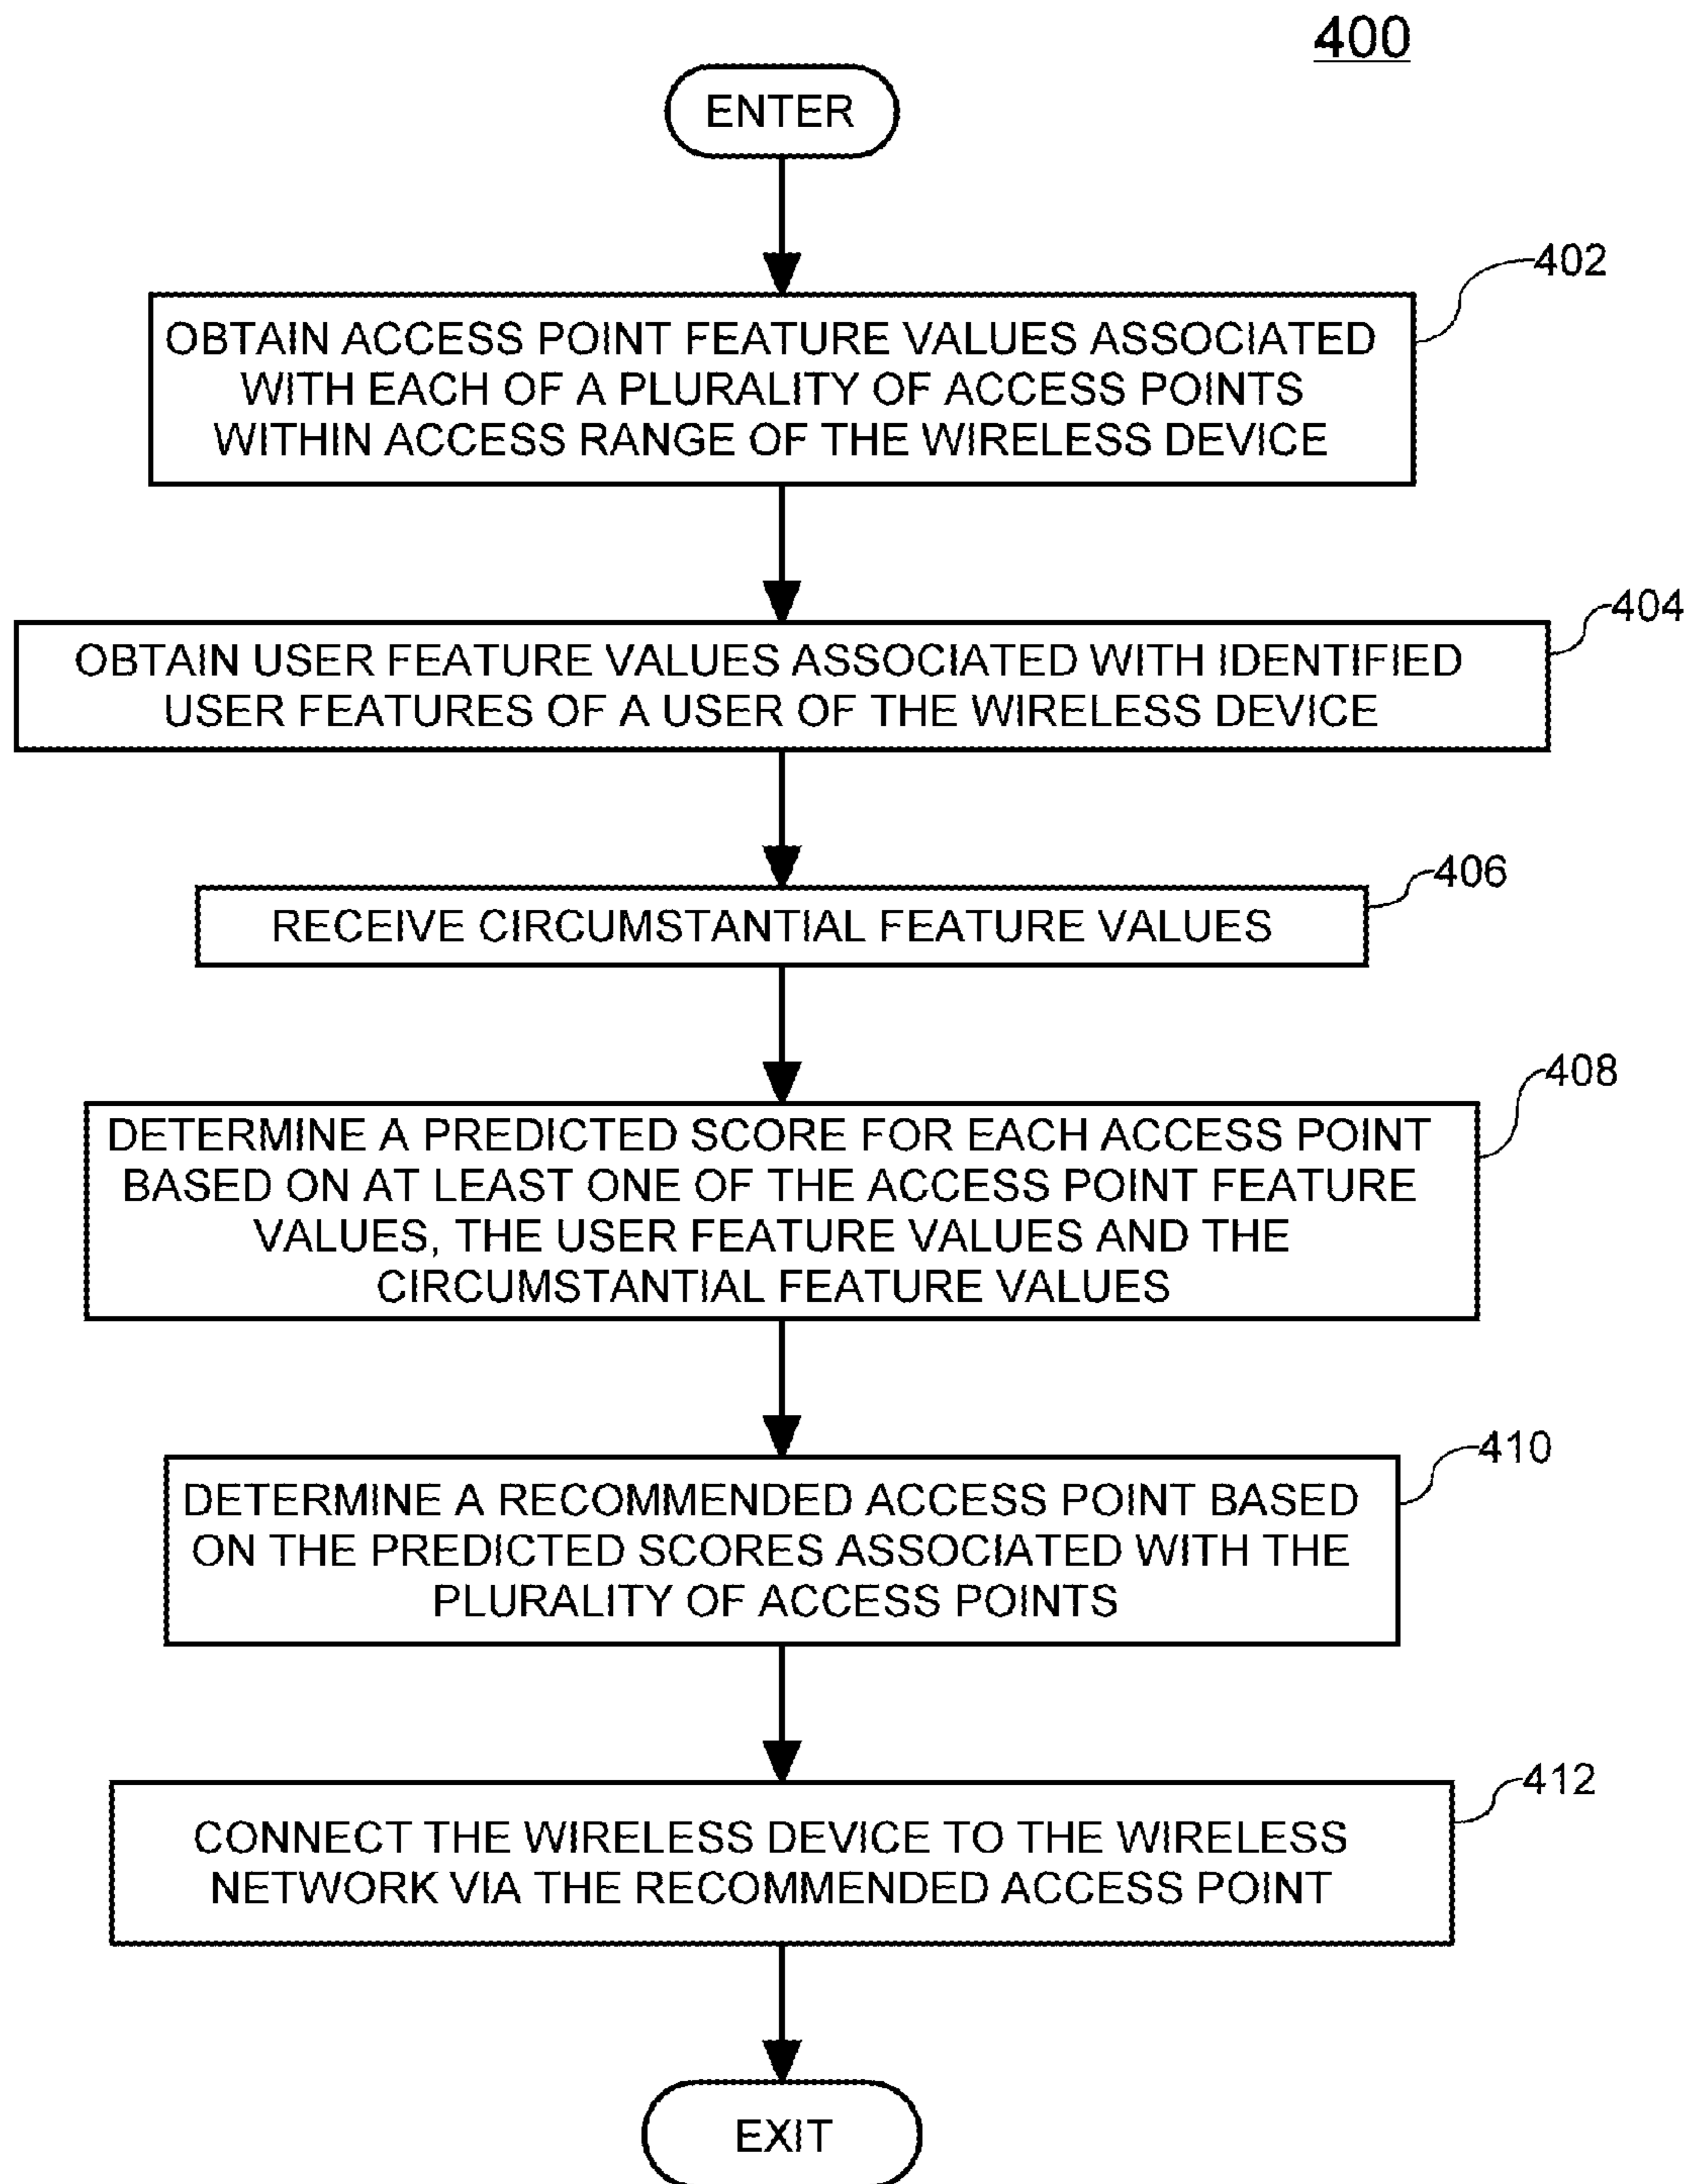 400
ENTER
402
OBTAIN ACCESS POINT FEATURE VALUES ASSOCIATED
WITH EACH OF A PLURALITY OF ACCESS POINTS
WITHIN ACCESS RANGE OF THE WIRELESS DEVICE
404
OBTAIN USER FEATURE VALUES ASSOCIATED WITH IDENTIFIED
USER FEATURES OF A USER OF THE WIRELESS DEVICE
406
RECEIVE CIRCUMSTANTIAL FEATURE VALUES
408
DETERMINE A PREDICTED SCORE FOR EACH ACCESS POINT
BASED ON AT LEAST ONE OF THE ACCESS POINT FEATURE
VALUES, THE USER FEATURE VALUES AND THE
CIRCUMSTANTIAL FEATURE VALUES
410
DETERMINE A RECOMMENDED ACCESS POINT BASED
ON THE PREDICTED SCORES ASSOCIATED WITH THE
PLURALITY OF ACCESS POINTS
412
CONNECT THE WIRELESS DEVICE TO THE WIRELESS
NETWORK VIA THE RECOMMENDED ACCESS POINT
EXIT